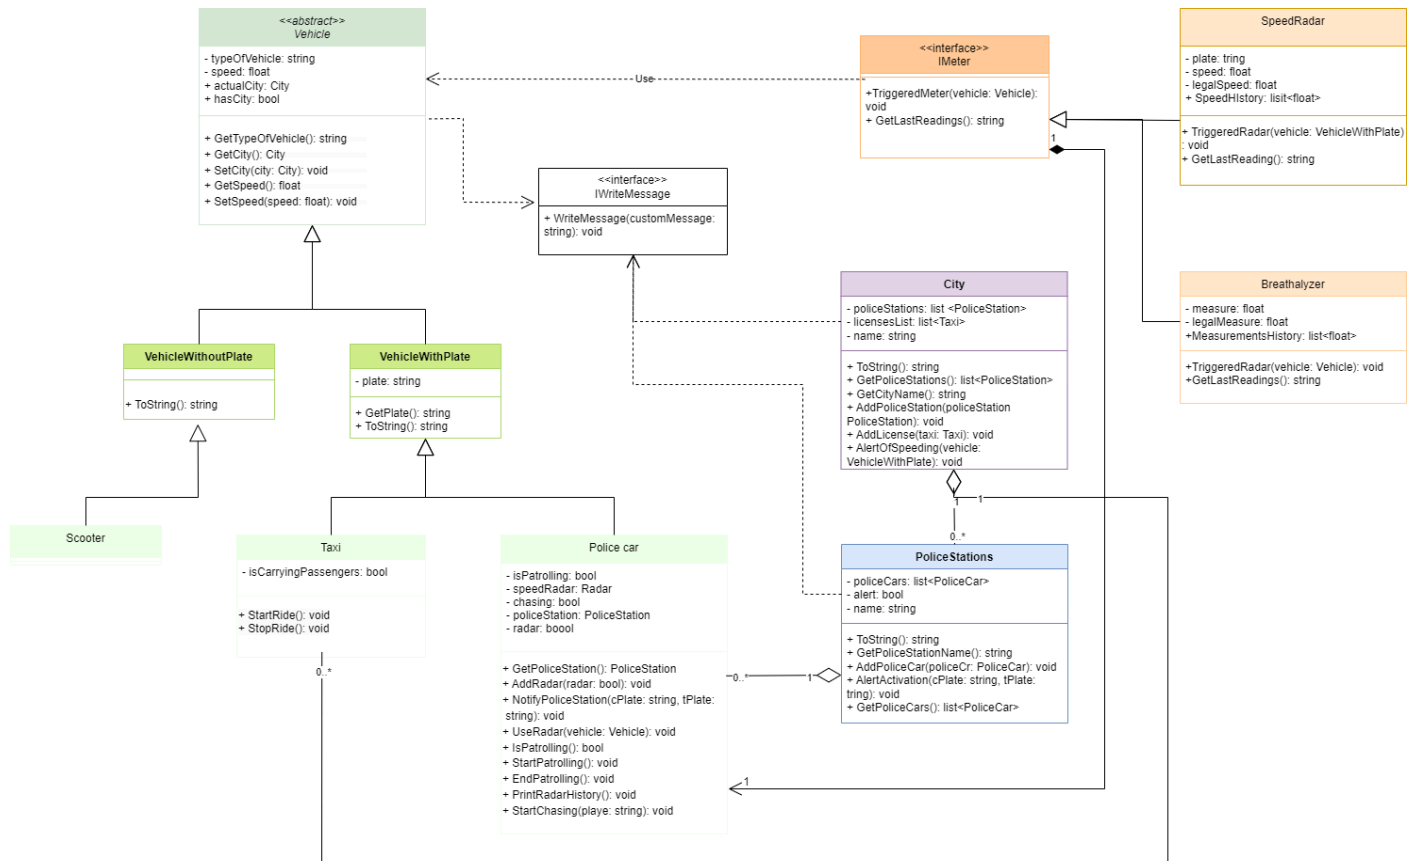 <<abstract>>
Vehicle
- typeOfVehicle: string
- speed: float
+ actualCity: City
+ hasCity: bool
+ GetTypeOfVehicle(): string
+ GetCity(): City
+ SetCity(city: City): void
+ GetSpeed(): float
+ SetSpeed(speed: float): void
Use
<<interface>>
IMeter
+TriggeredMeter(vehicle: Vehicle):
void
+ GetLastReadings(): string
1
SpeedRadar
- plate: tring
- speed: float
- legalSpeed: float
+ SpeedHIstory: lisit<float>
+ TriggeredRadar(vehicle: VehicleWithPlate)
: void
+ GetLastReading(): string
<<interface>>
IWriteMessage
+ WriteMessage(customMessage:
string): void
City
- policeStations: list <PoliceStation>
- licensesList: list<Taxi>
- name: string
+ ToString(): string
+ GetPoliceStations(): list<PoliceStation>
+ GetCityName(): string
+ AddPoliceStation(policeStation
PoliceStation): void
+ AddLicense(taxi: Taxi): void
+ AlertOfSpeeding(vehicle:
VehicleWithPlate): void
Breathalyzer
- measure: float
- legalMeasure: float
+MeasurementsHistory: list<float>
+TriggeredRadar(vehicle: Vehicle): void
+GetLastReadings(): string
VehicleWithoutPlate
+ ToString(): string
VehicleWithPlate
- plate: string
+ GetPlate(): string
+ ToString(): string
1
1
0..*
Scooter
Taxi
- isCarryingPassengers: bool
+ StartRide(): void
+ StopRide(): void
0..*
Police car
- isPatrolling: bool
- speedRadar: Radar
- chasing: bool
- policeStation: PoliceStation
- radar: boool
+ GetPoliceStation(): PoliceStation
+ AddRadar(radar: bool): void
+ NotifyPoliceStation(cPlate: string, tPlate:
string): void
+ UseRadar(vehicle: Vehicle): void
+ IsPatrolling(): bool
+ StartPatrolling(): void
+ EndPatrolling(): void
+ PrintRadarHistory(): void
+ StartChasing(playe: string): void
0..*
1
PoliceStations
- policeCars: list<PoliceCar>
- alert: bool
- name: string
+ ToString(): string
+ GetPoliceStationName(): string
+ AddPoliceCar(policeCr: PoliceCar): void
+ AlertActivation(cPlate: string, tPlate:
tring): void
+ GetPoliceCars(): list<PoliceCar>
1